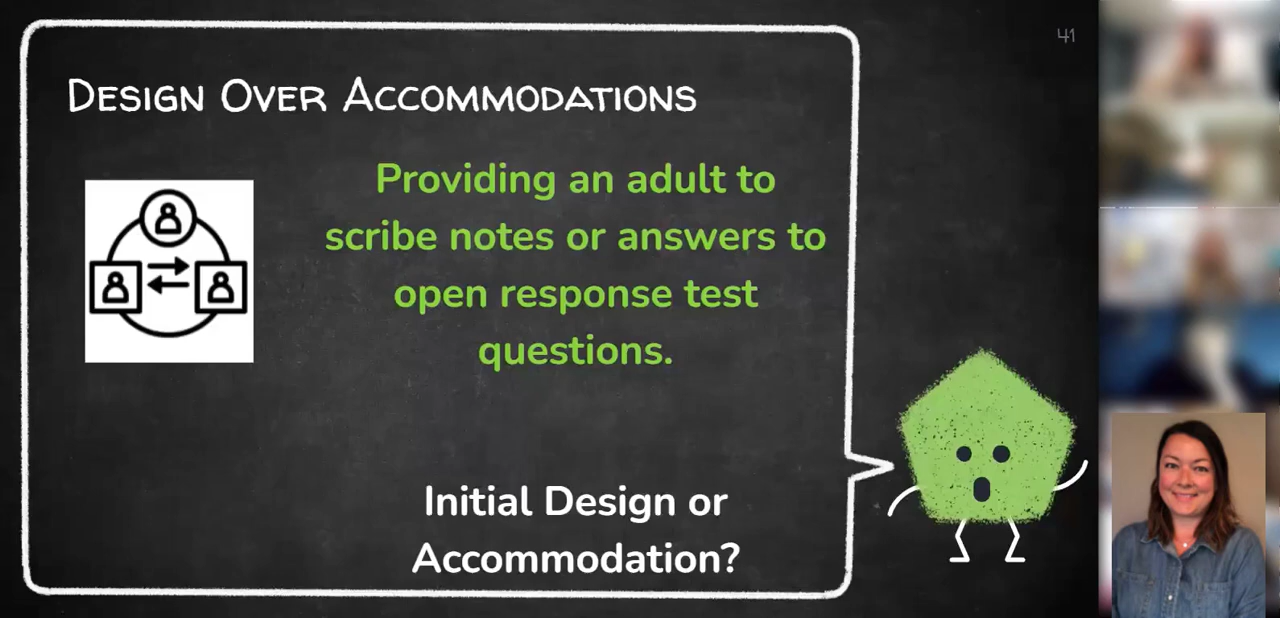 41
Design Over Accommodations
Providing an adult to
scribe notes or answers to
open response test
questions.
Initial Design or
Accommodation?